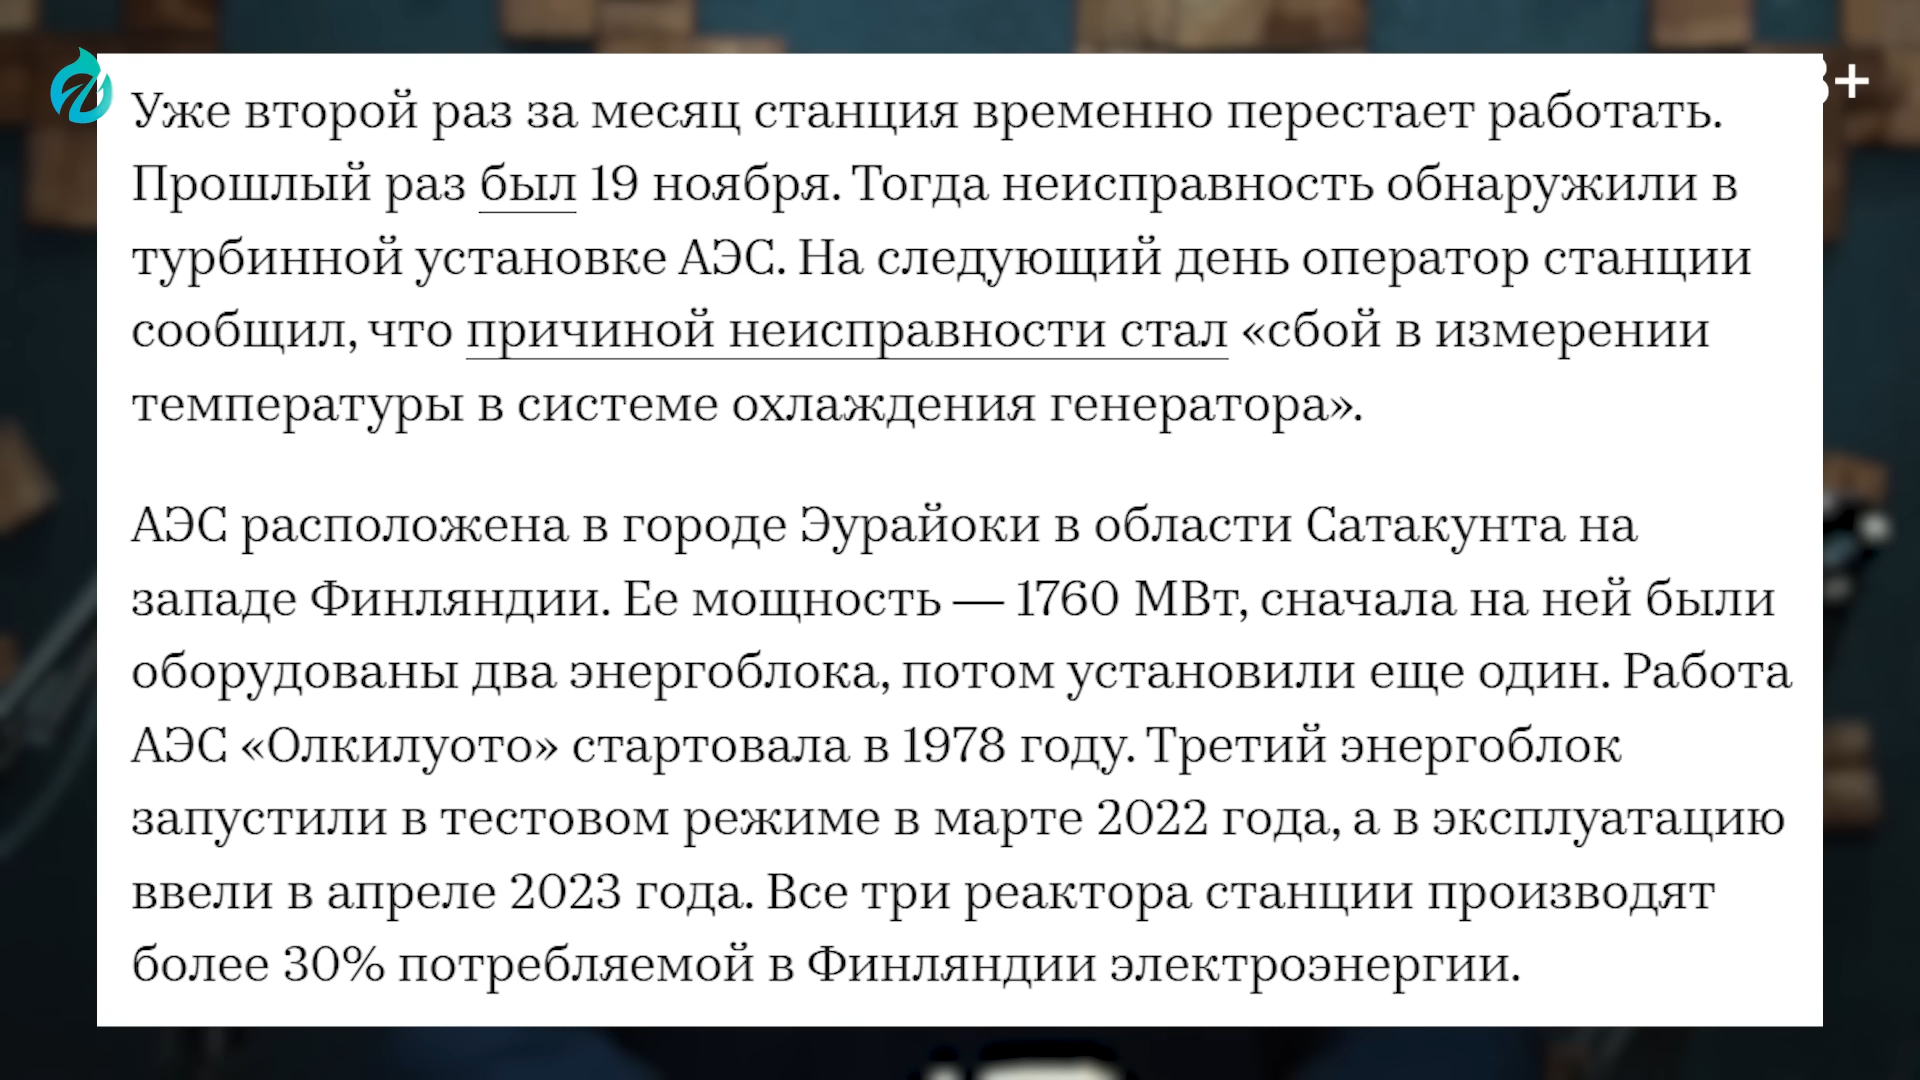 Уже второй раз за месяц станция временно перестает работать.
Прошлый раз был 19 ноября. Тогда неисправность обнаружили в
турбинной установке АЭС. На следующий день оператор станции
сообщил, что причиной неисправности стал «сбой в измерении
температуры в системе охлаждения генератора».
АЭС расположена в городе Эурайоки в области Сатакунта на
западе Финляндии. Ее мощность — 1760 МВт, сначала на ней были
оборудованы два энергоблока, потом установили еще один. Работа
АЭС «Олкилуото» стартовала в 1978 году. Третий энергоблок
запустили в тестовом режиме в марте 2022 года, а в эксплуатацию
ввели в апреле 2023 года. Все три реактора станции производят
более 30% потребляемой в Финляндии электроэнергии.